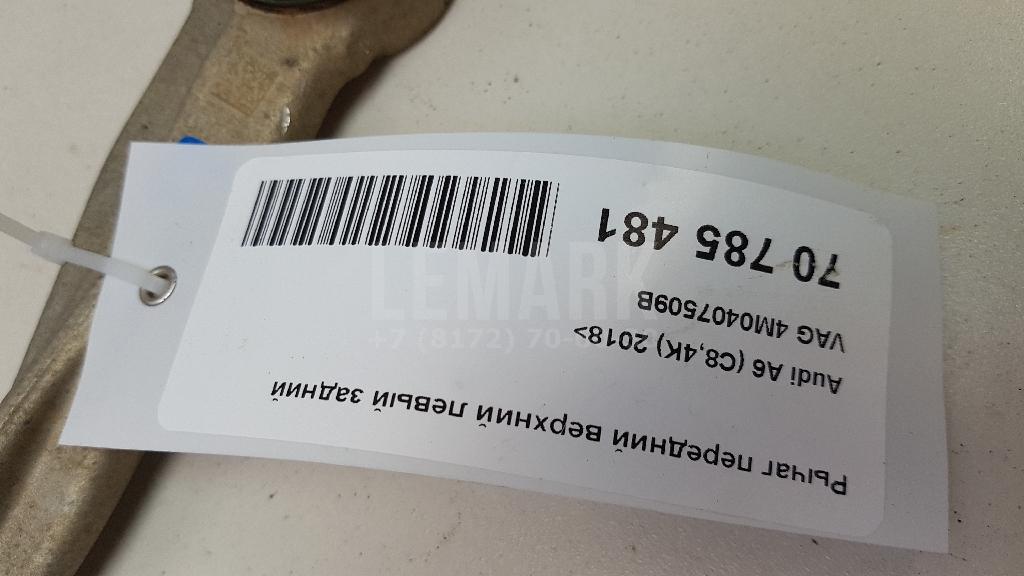 Рычаг передний верхний левый задний
Audi A6 (C8,4K) 2018>
VAG 4M0407509B
70 785 481
LEMARK
+7 (8172) 70-